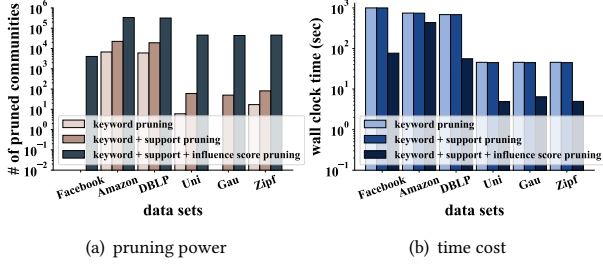 # of pruned communities
10^6
10^5
10^4
10^3
10^2
10^1
10^0
10^-1
10^-2
keyword pruning
keyword + support pruning
keyword + support + influence score pruning
Facebook
Amazon
DBLP
Uni
Gau
Zipf
data sets
(a) pruning power
wall clock time (sec)
10^3
10^2
10^1
10^0
10^-1
keyword pruning
keyword + support pruning
keyword + support + influence score pruning
Facebook
Amazon
DBLP
Uni
Gau
Zipf
data sets
(b) time cost